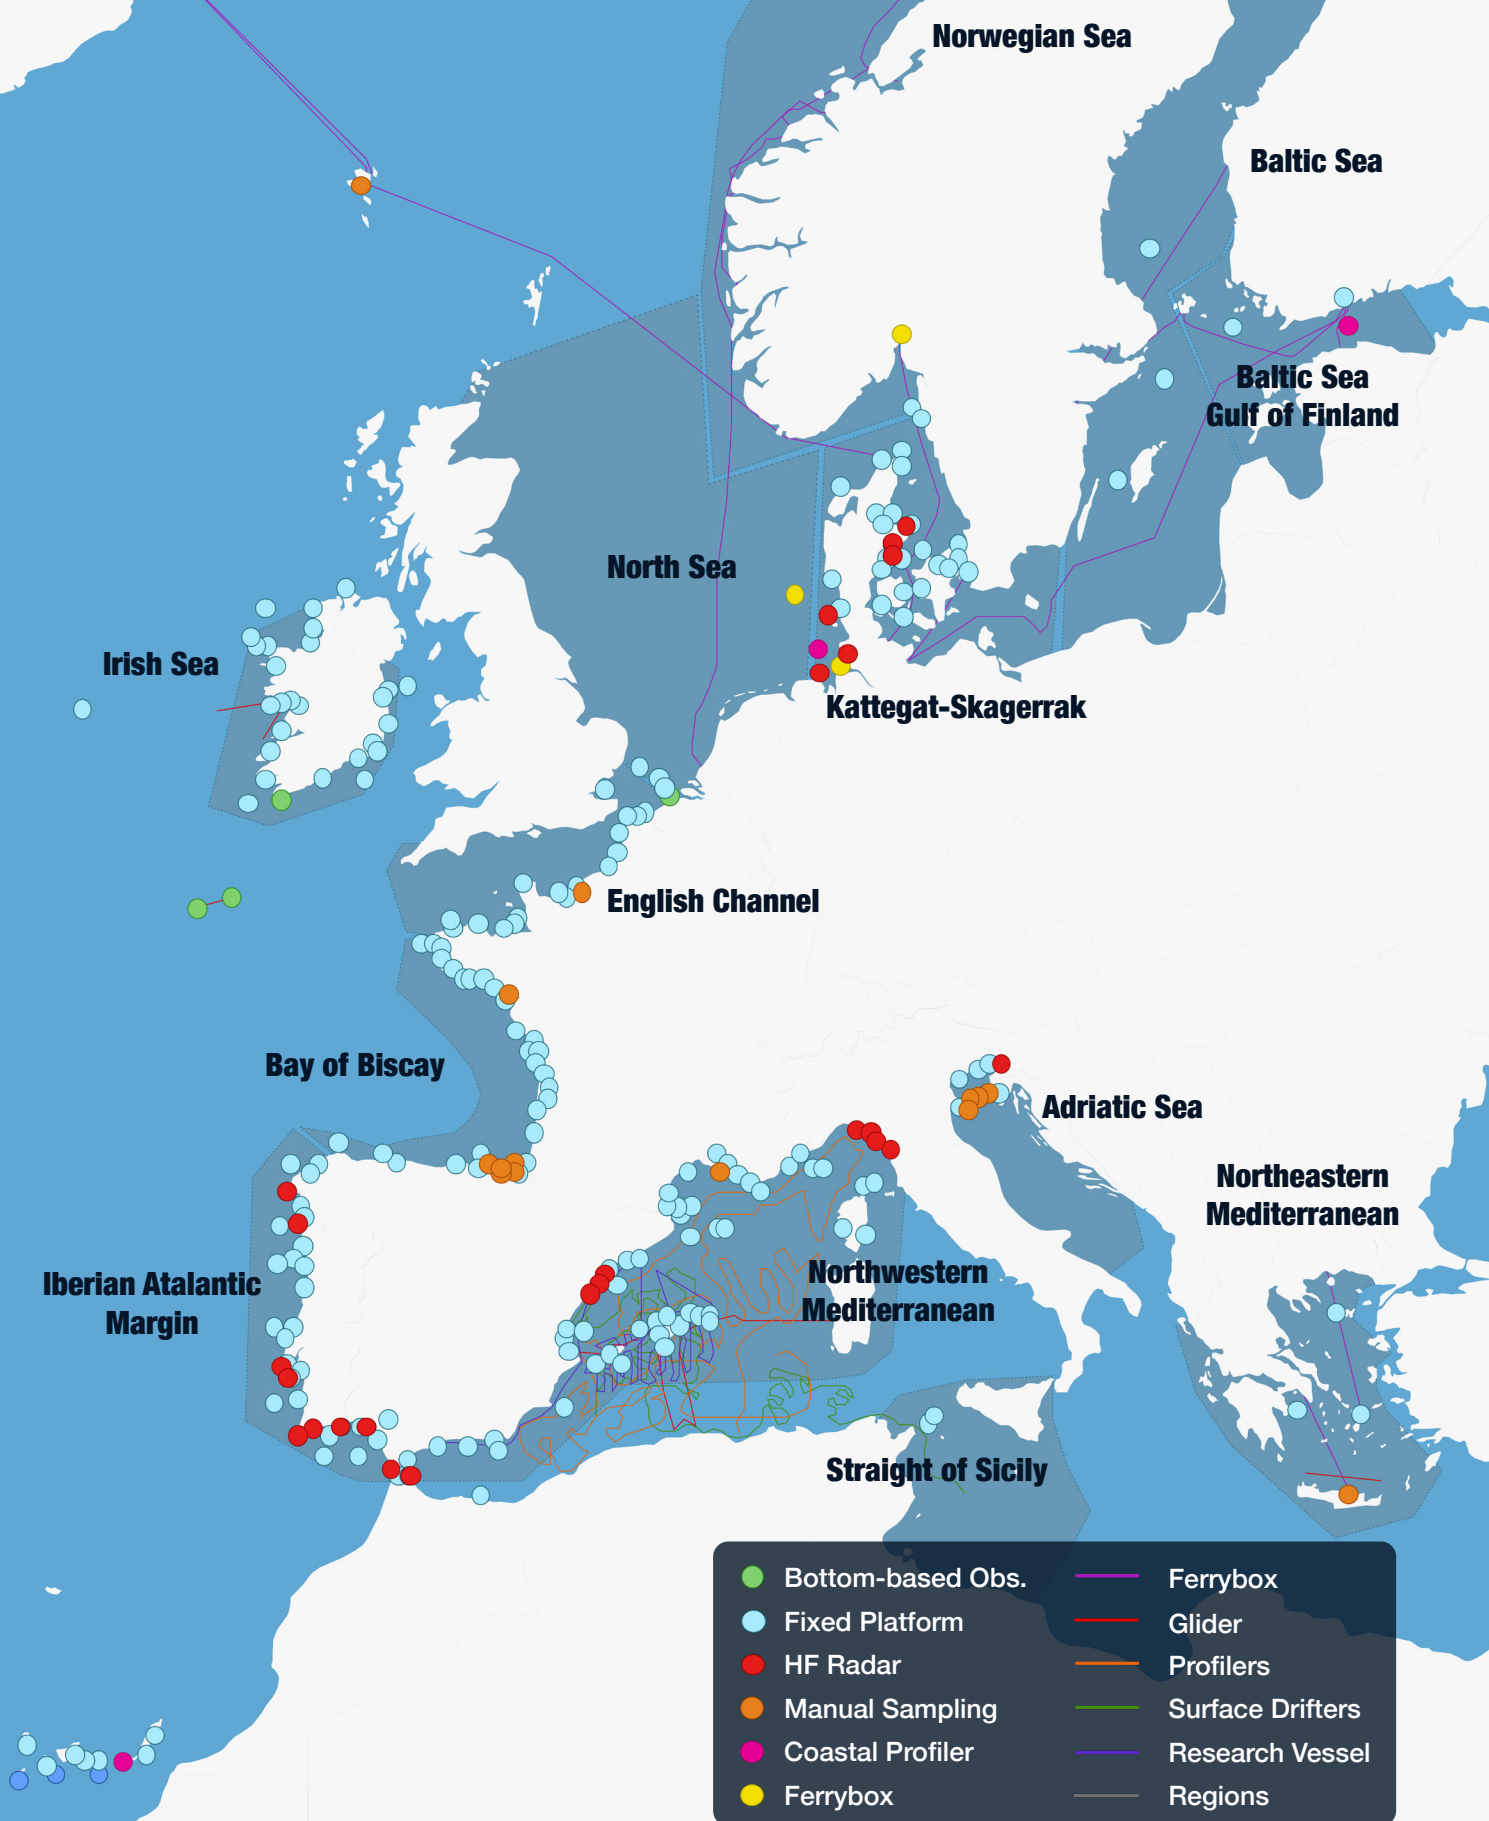 Norwegian Sea
Baltic Sea
Baltic Sea
Gulf of Finland
North Sea
Irish Sea
Kattegat-Skagerrak
English Channel
Bay of Biscay
Adriatic Sea
Northeastern
Mediterranean
Iberian Atalantic
Margin
Northwestern
Mediterranean
Straight of Sicily
Bottom-based Obs.
Fixed Platform
HF Radar
Manual Sampling
Coastal Profiler
Ferrybox
Ferrybox
Glider
Profilers
Surface Drifters
Research Vessel
Regions